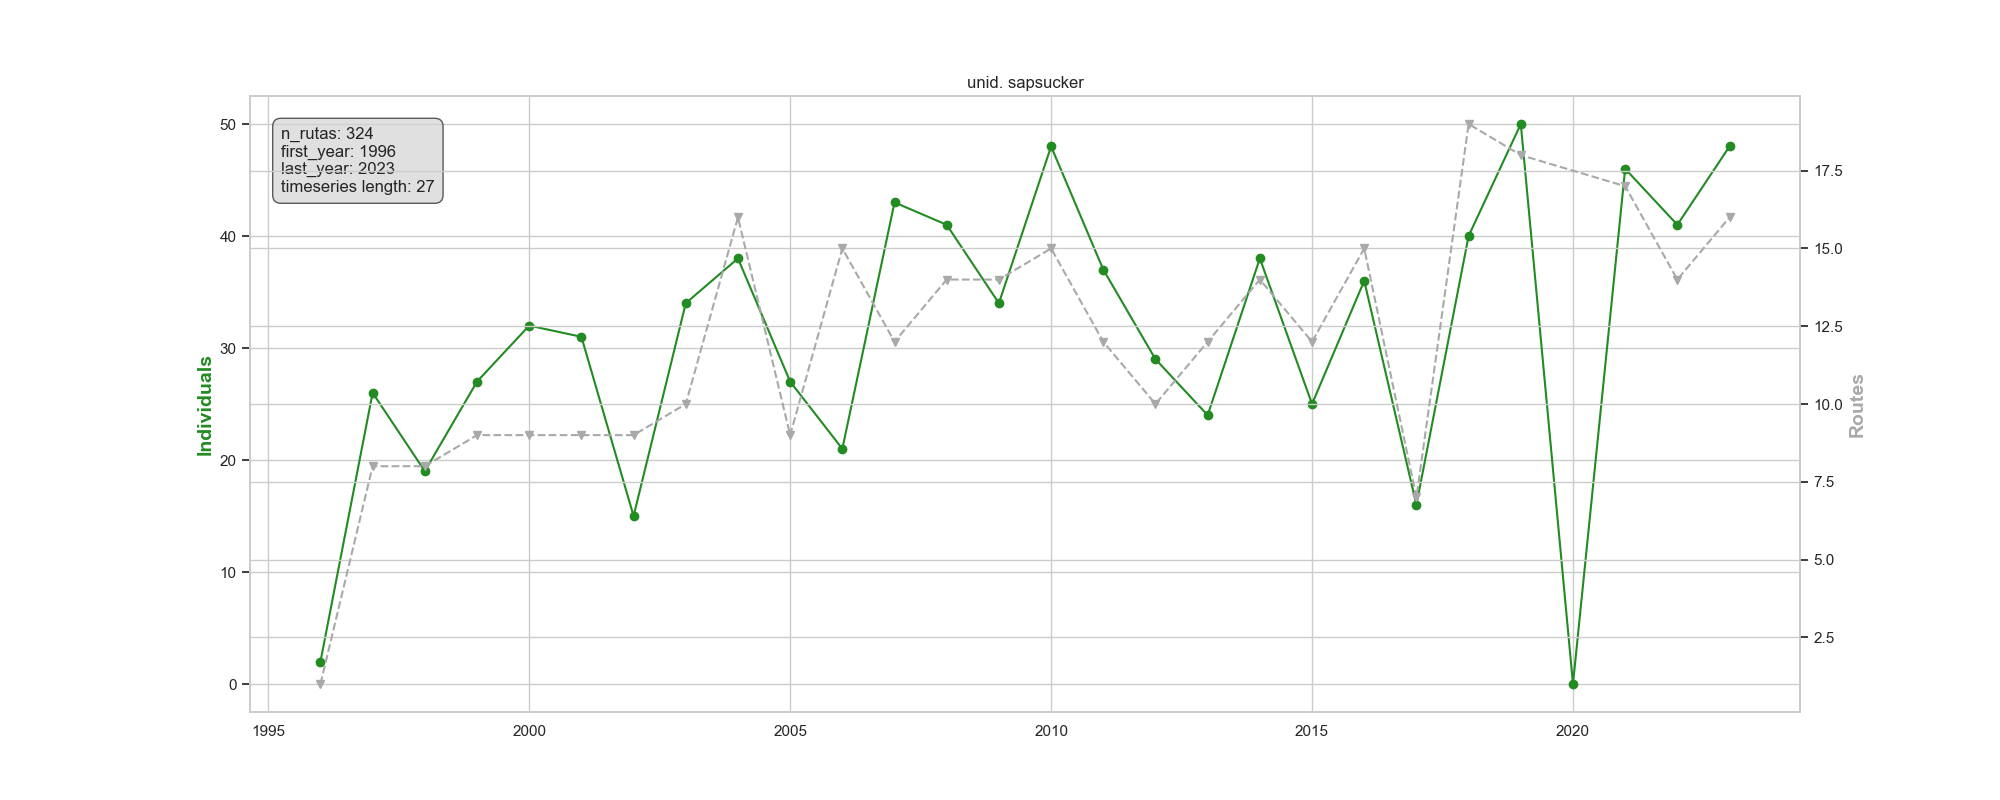 unid. sapsucker
n_rutas: 324
first_year: 1996
last_year: 2023
timeseries length: 27
50
40
30
20
10
0
Individuals
17.5
15.0
12.5
10.0
7.5
5.0
2.5
Routes
1995
2000
2005
2010
2015
2020